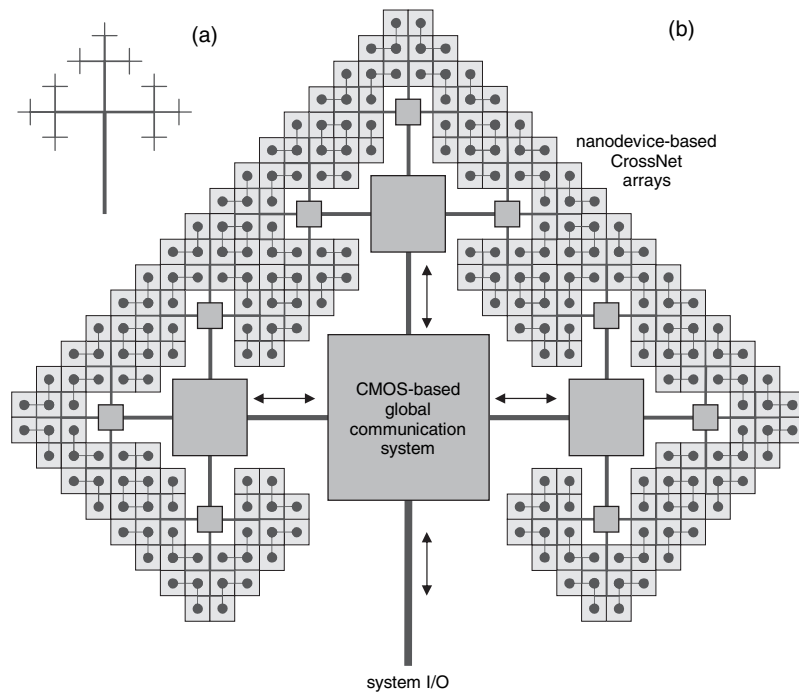 (a)
(b)
nanodevice-based
CrossNet
arrays
CMOS-based
global
communication
system
system I/O